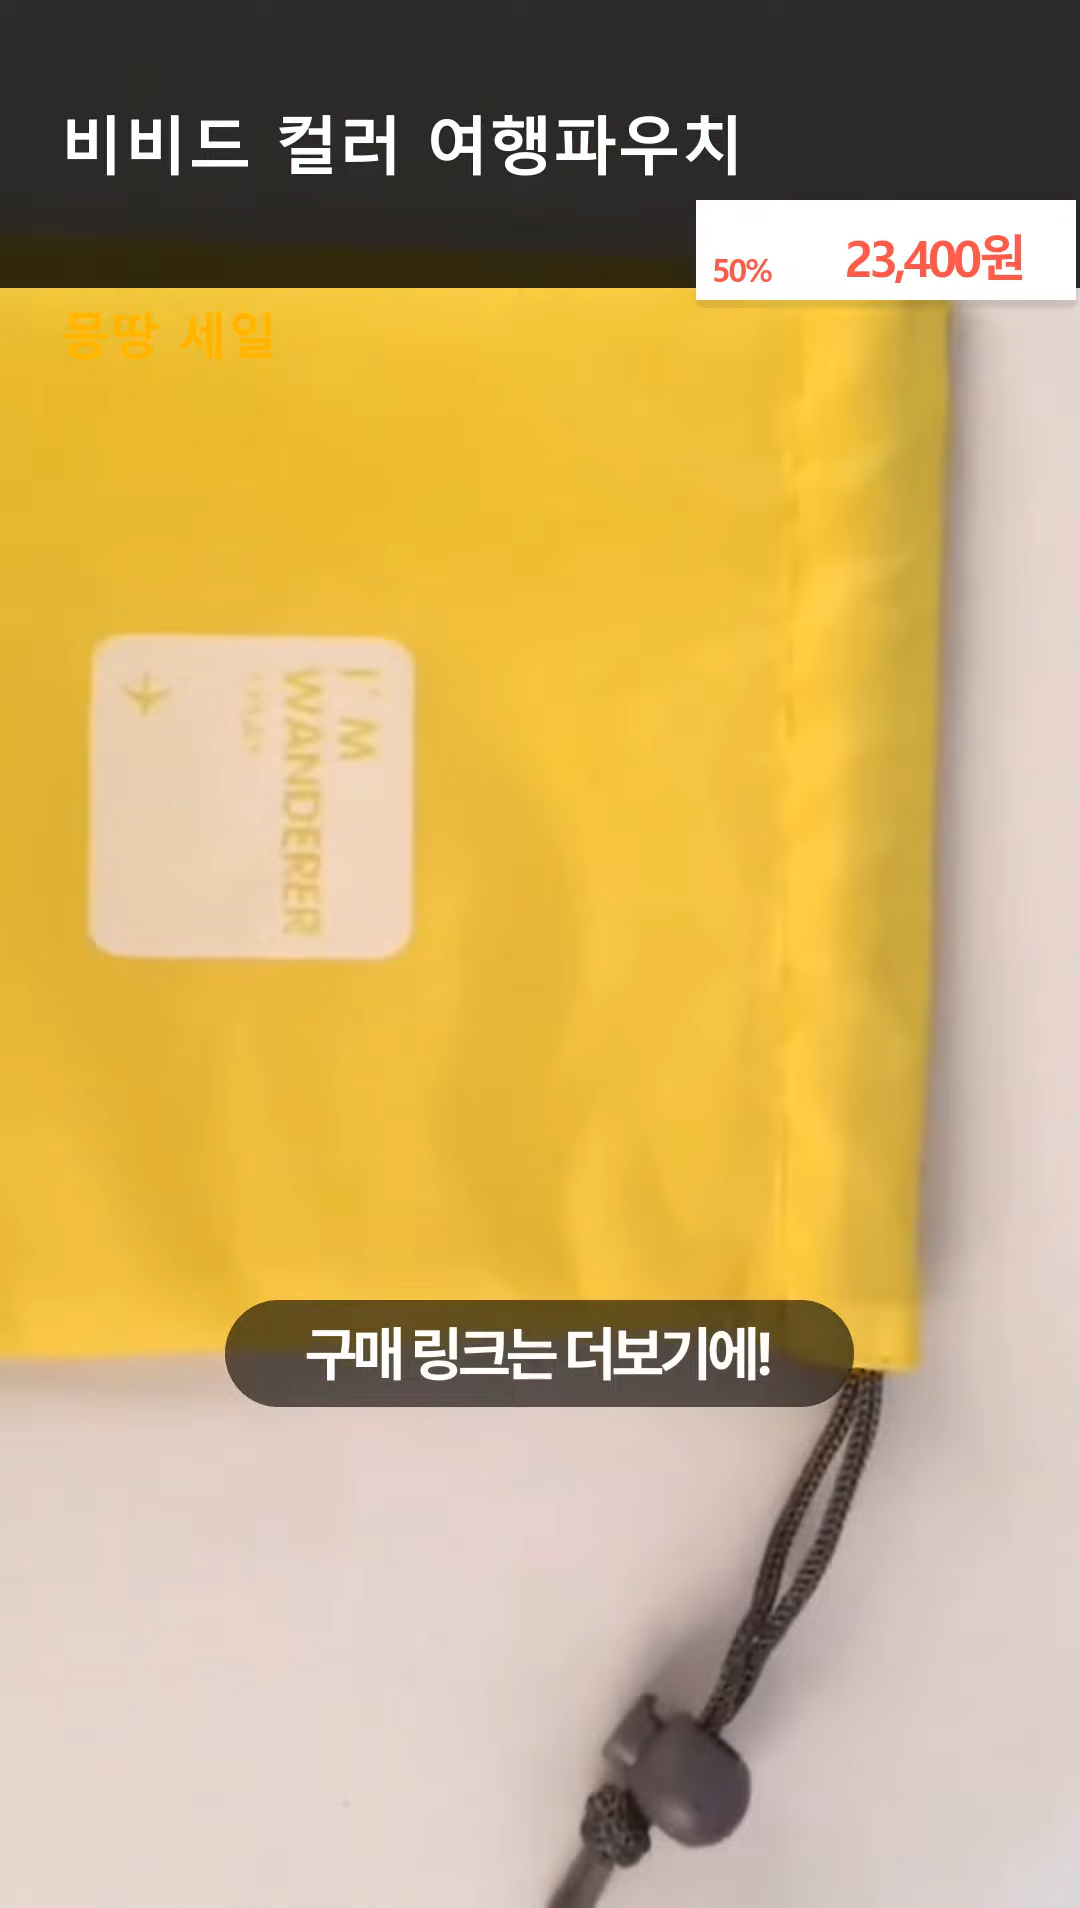 비비드 컬러 여행파우치
50% 23,400원
몽땅 세일
I'M
WANDERER
구매 링크는 더보기에!